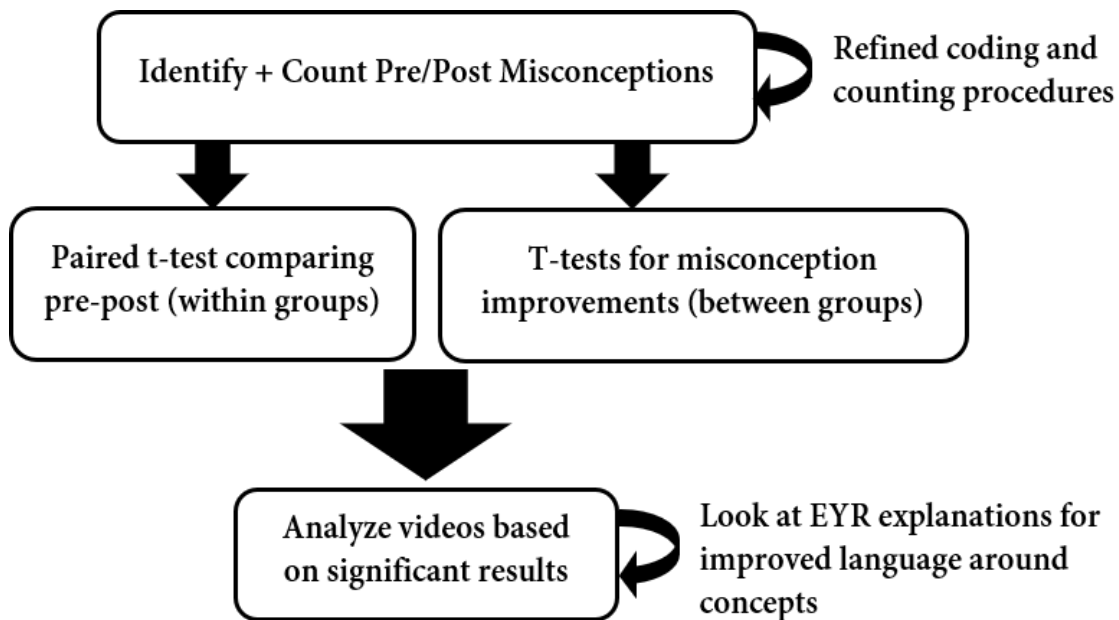 Identify + Count Pre/Post Misconceptions
Refined coding and
counting procedures
Paired t-test comparing
pre-post (within groups)
T-tests for misconception
improvements (between groups)
Analyze videos based
on significant results
Look at EYR explanations for
improved language around
concepts